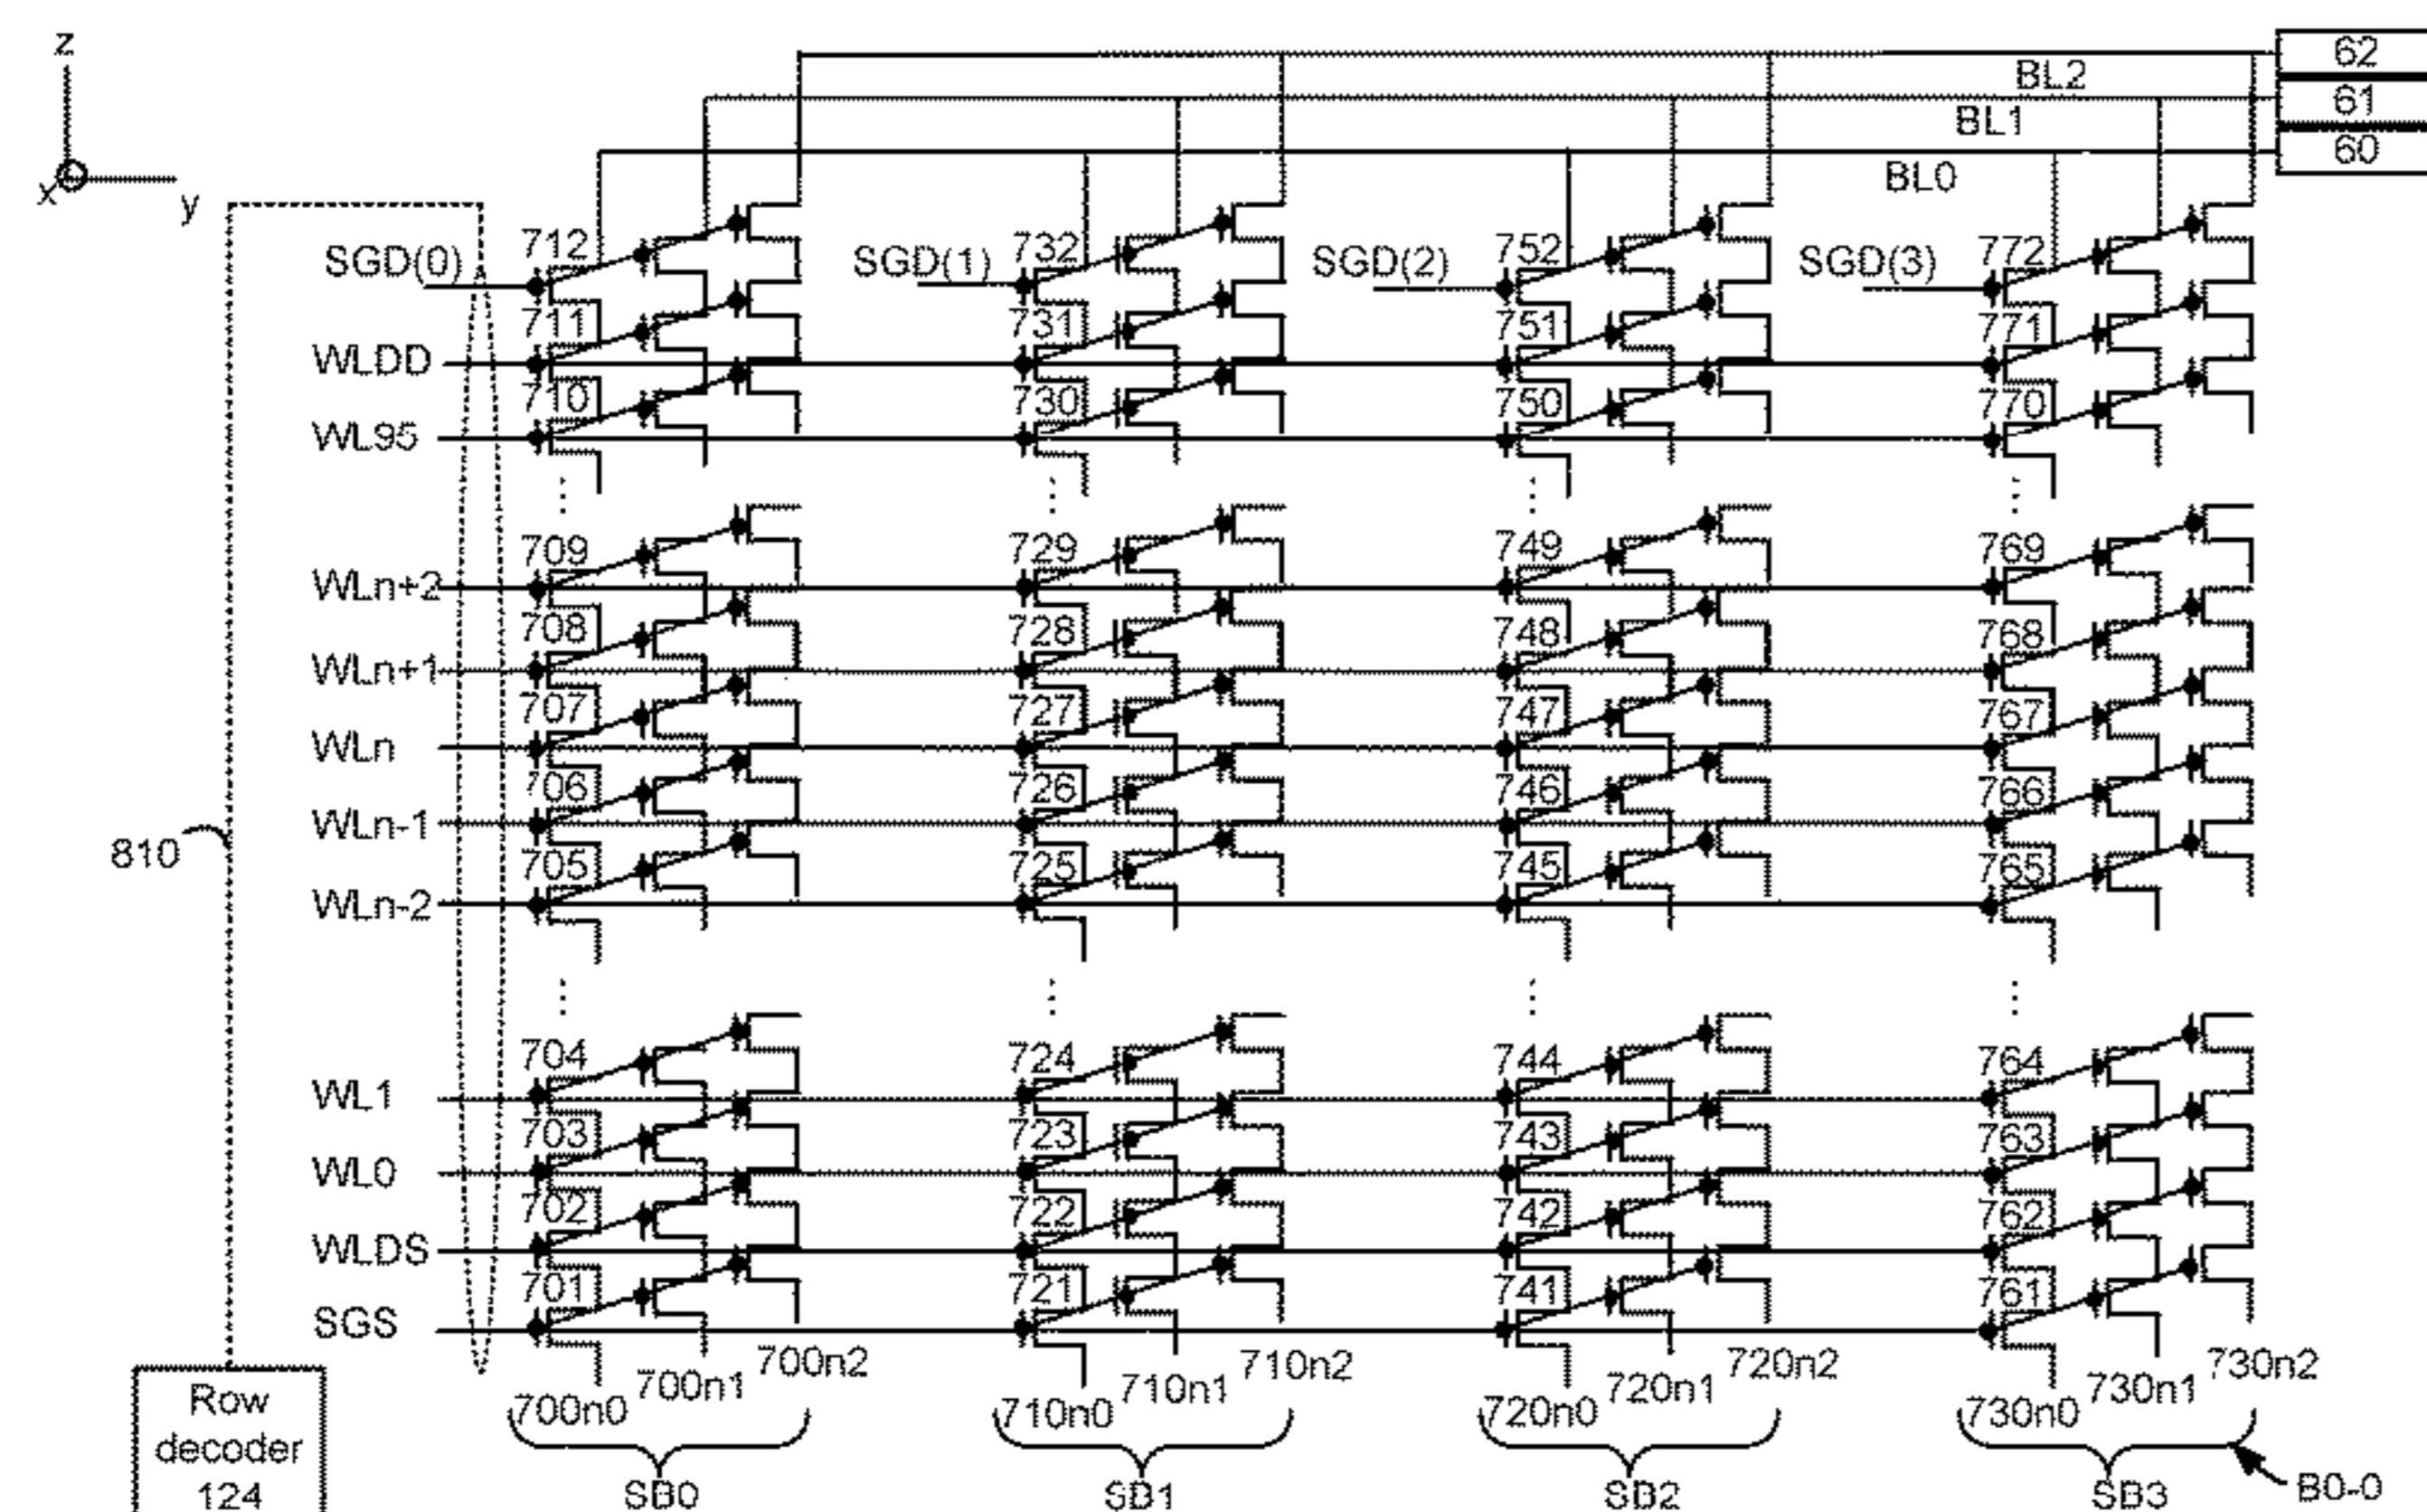 z
62
BL2
61
BL1
60
x
y
BL0
SGD(0) 712 SGD(1) 732 SGD(2) 752 SGD(3) 772
711 731 751 771
WLDD
710 730 750 770
WL95
709 729 749 769
WLn+2
708 728 748 768
WLn+1
707 727 747 767
WLn
706 726 746 766
WLn-1
810
705 725 745 765
WLn-2
704 724 744 764
WL1
703 723 743 763
WL0
702 722 742 762
WLDS
701 721 741 761
SGS
700n0 700n1 700n2 710n0 710n1 710n2 720n0 720n1 720n2 730n0 730n1 730n2
Row
decoder
124
SB0 SB1 SB2 SB3 B0-0